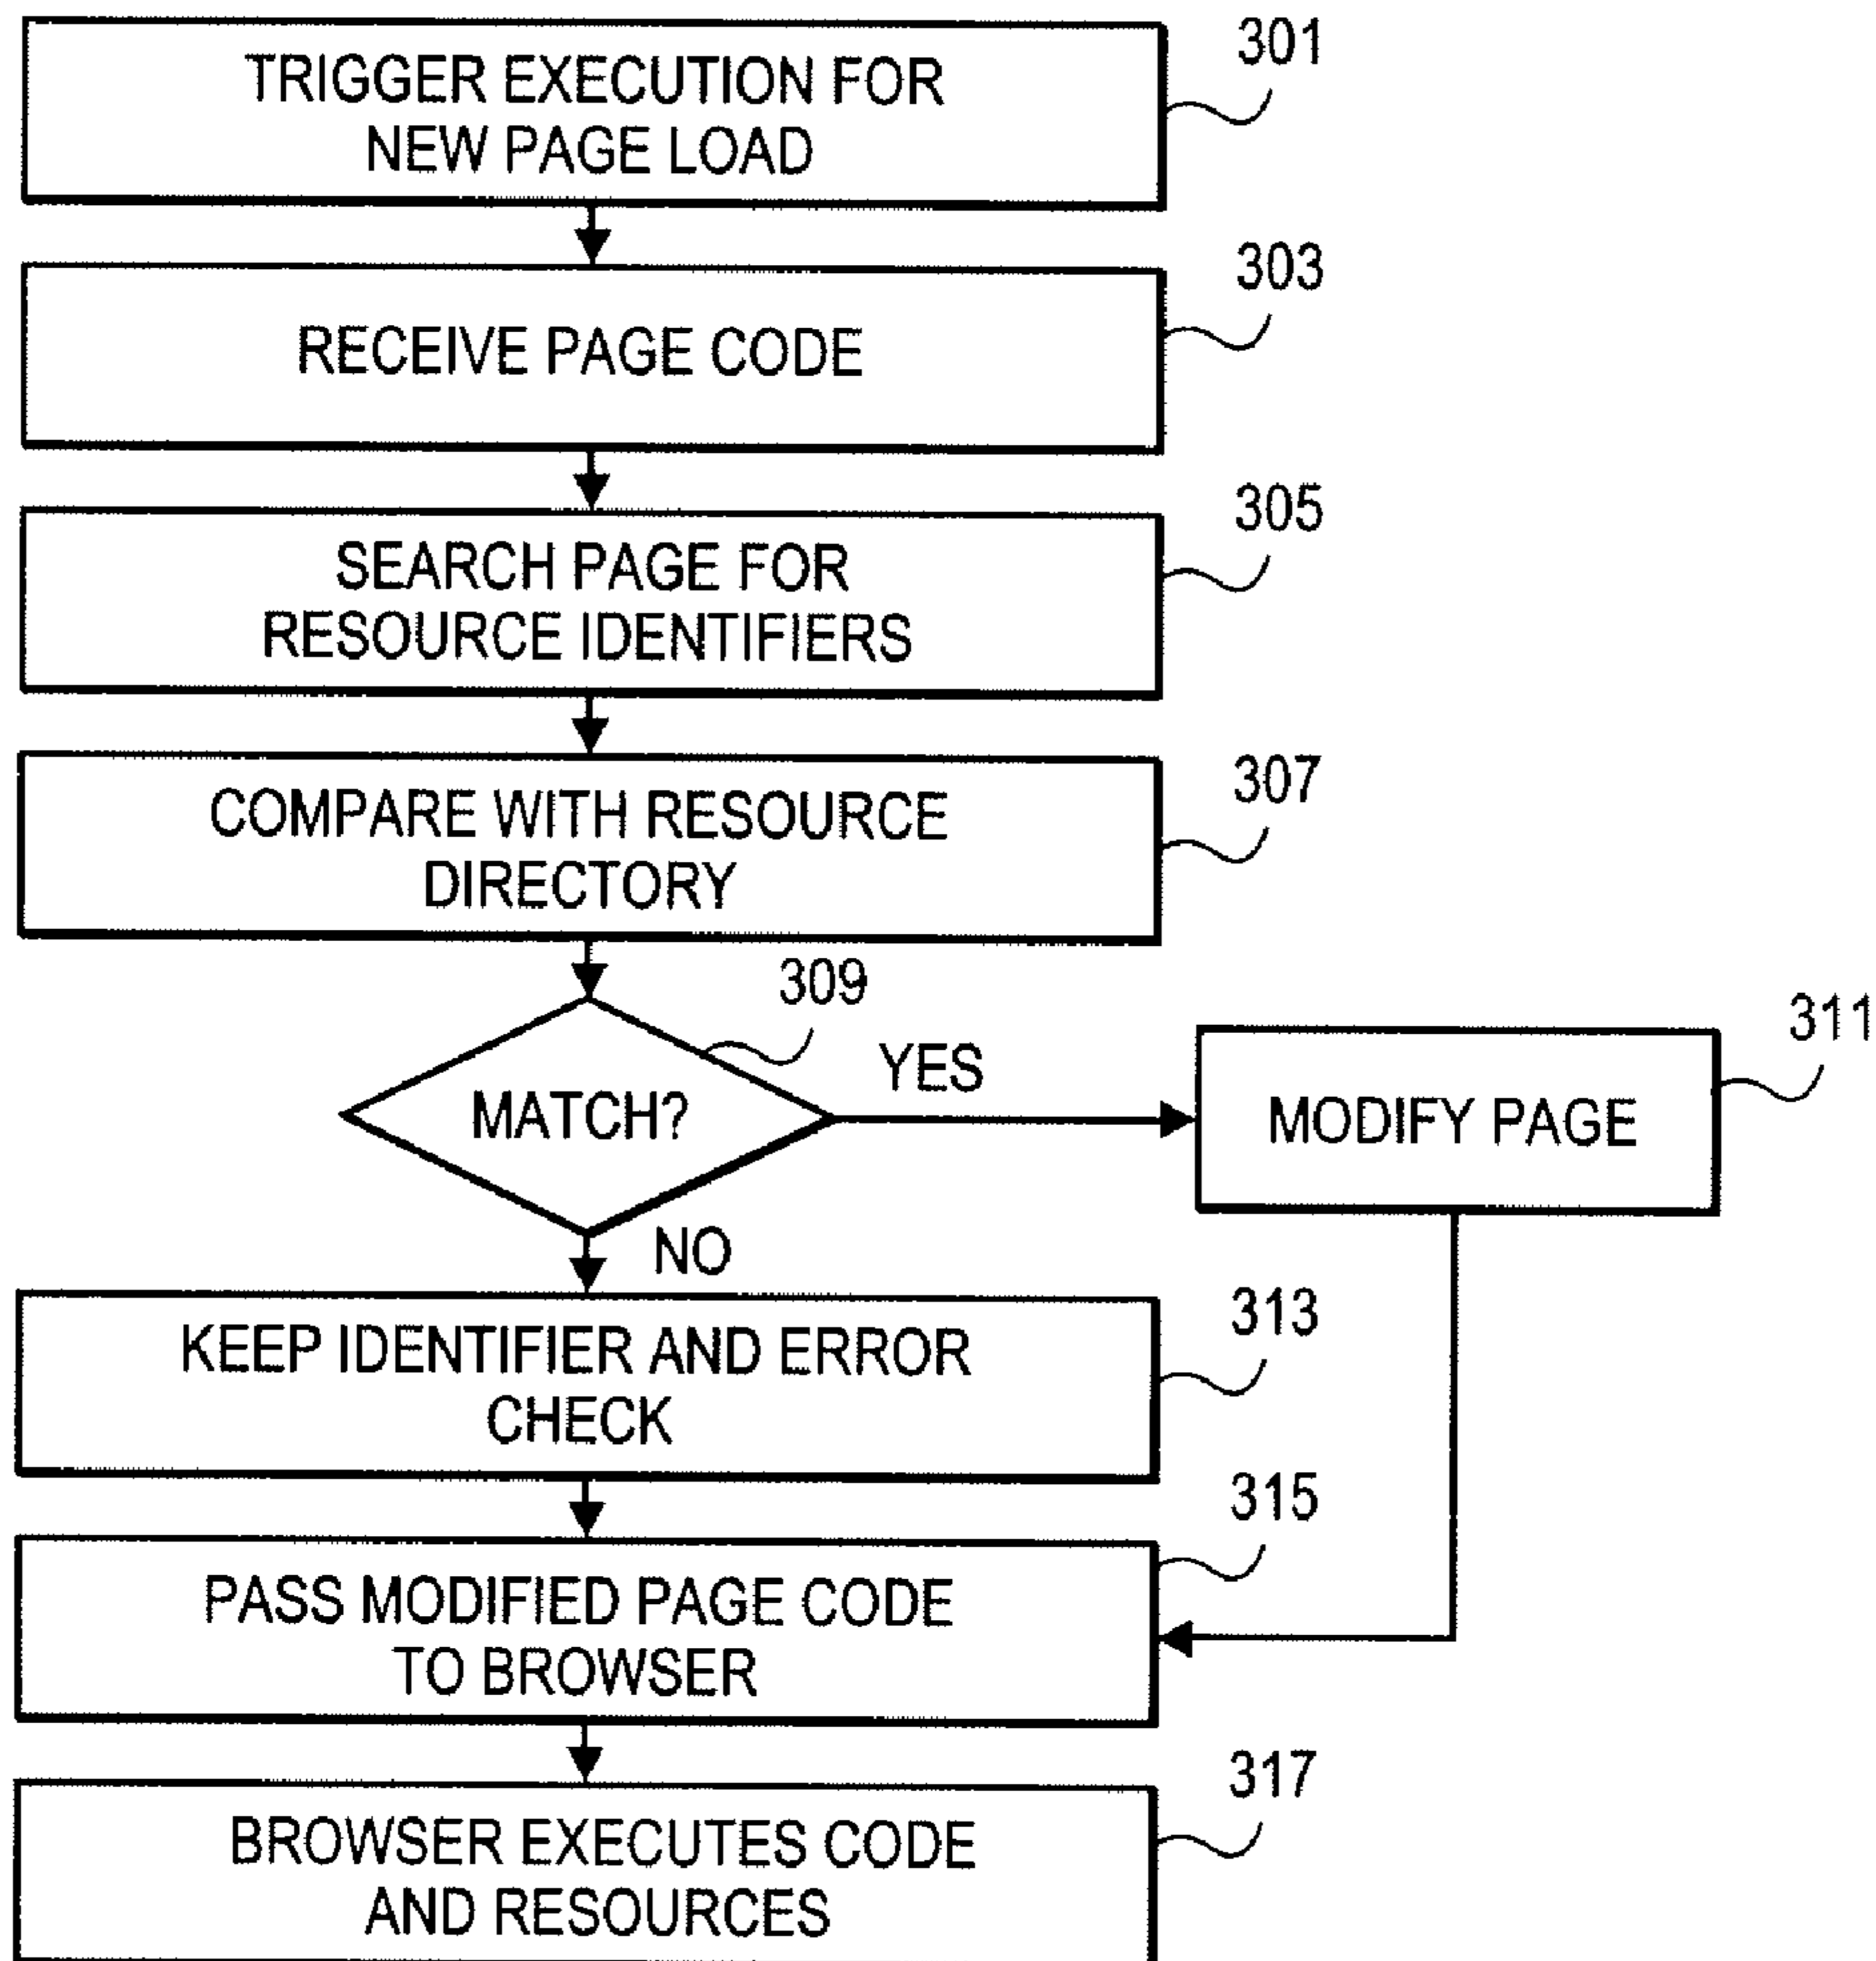 TRIGGER EXECUTION FOR
NEW PAGE LOAD
301
RECEIVE PAGE CODE
303
SEARCH PAGE FOR
RESOURCE IDENTIFIERS
305
COMPARE WITH RESOURCE
DIRECTORY
307
MATCH?
309
YES
MODIFY PAGE
311
NO
KEEP IDENTIFIER AND ERROR
CHECK
313
PASS MODIFIED PAGE CODE
TO BROWSER
315
BROWSER EXECUTES CODE
AND RESOURCES
317